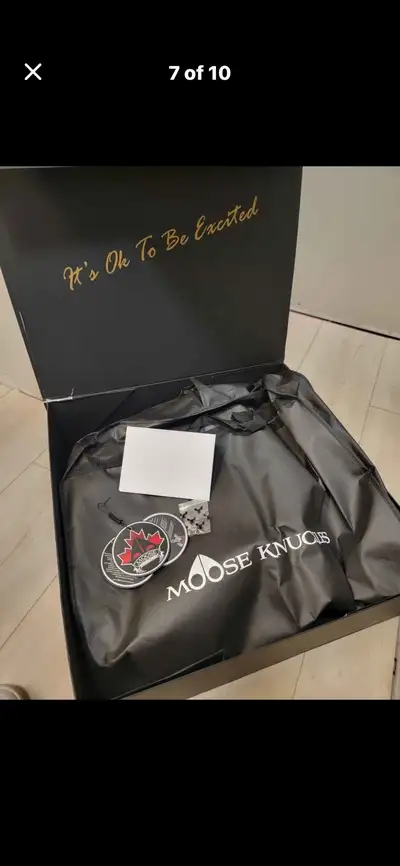 7 of 10
It's Ok To Be Excited
MOOSE KNUCKLES